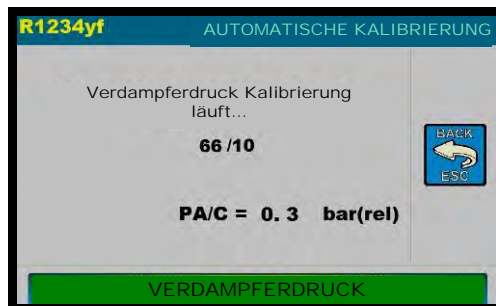 R1234yf
AUTOMATISCHE KALIBRIERUNG
Verdampferdruck Kalibrierung
läuft...
66 /10
BACK
ESC
PA/C = 0. 3 bar(rel)
VERDAMPFERDRUCK